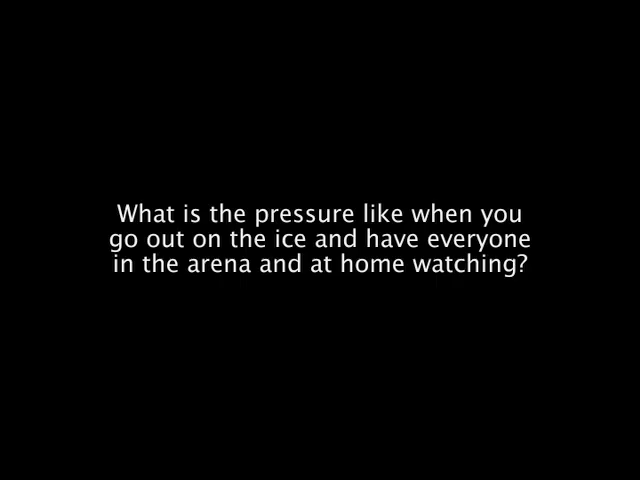 What is the pressure like when you
go out on the ice and have everyone
in the arena and at home watching?